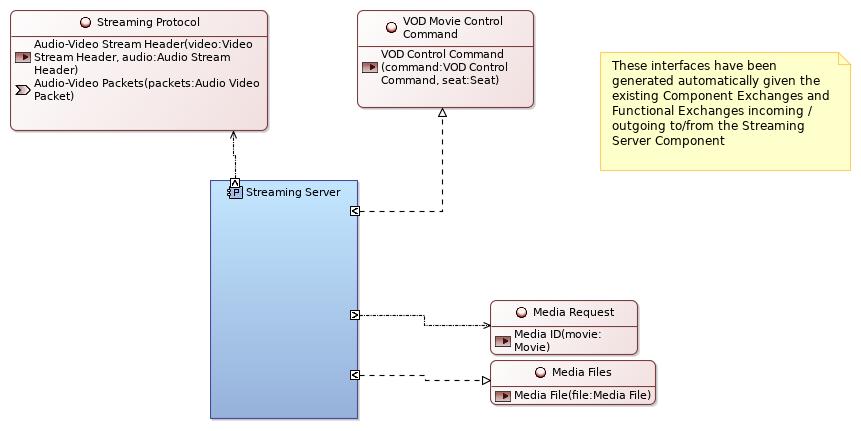 Streaming Protocol
Audio-Video Stream Header(video:Video
Stream Header, audio:Audio Stream
Header)
Audio-Video Packets(packets:Audio Video
Packet)
VOD Movie Control
Command
VOD Control Command
(command:VOD Control
Command, seat:Seat)
These interfaces have been
generated automatically given the
existing Component Exchanges and
Functional Exchanges incoming /
outgoing to/from the Streaming
Server Component
P
Streaming Server
Media Request
Media ID(movie:
Movie)
Media Files
Media File(file:Media File)